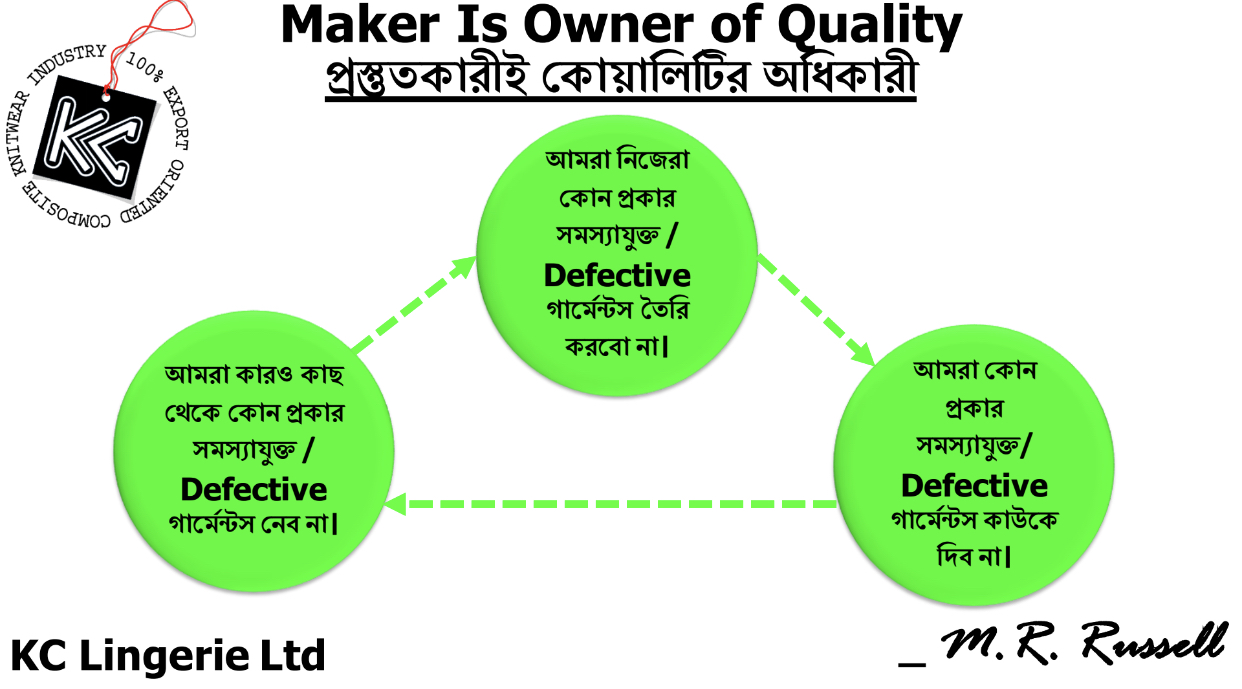 Maker Is Owner of Quality
প্রস্তুতকারীই কোয়ালিটির অধিকারী
KNITWEAR INDUSTRY
100% EXPORT ORIENTED
COMPOSITE
KC
আমরা নিজেরা
কোন প্রকার
সমস্যাযুক্ত /
Defective
গার্মেন্টস তৈরি
করবো না।
আমরা কারও কাছ
থেকে কোন প্রকার
সমস্যাযুক্ত /
Defective
গার্মেন্টস নেব না।
আমরা কোন
প্রকার
সমস্যাযুক্ত/
Defective
গার্মেন্টস কাউকে
দিব না।
KC Lingerie Ltd
_ M. R. Russell